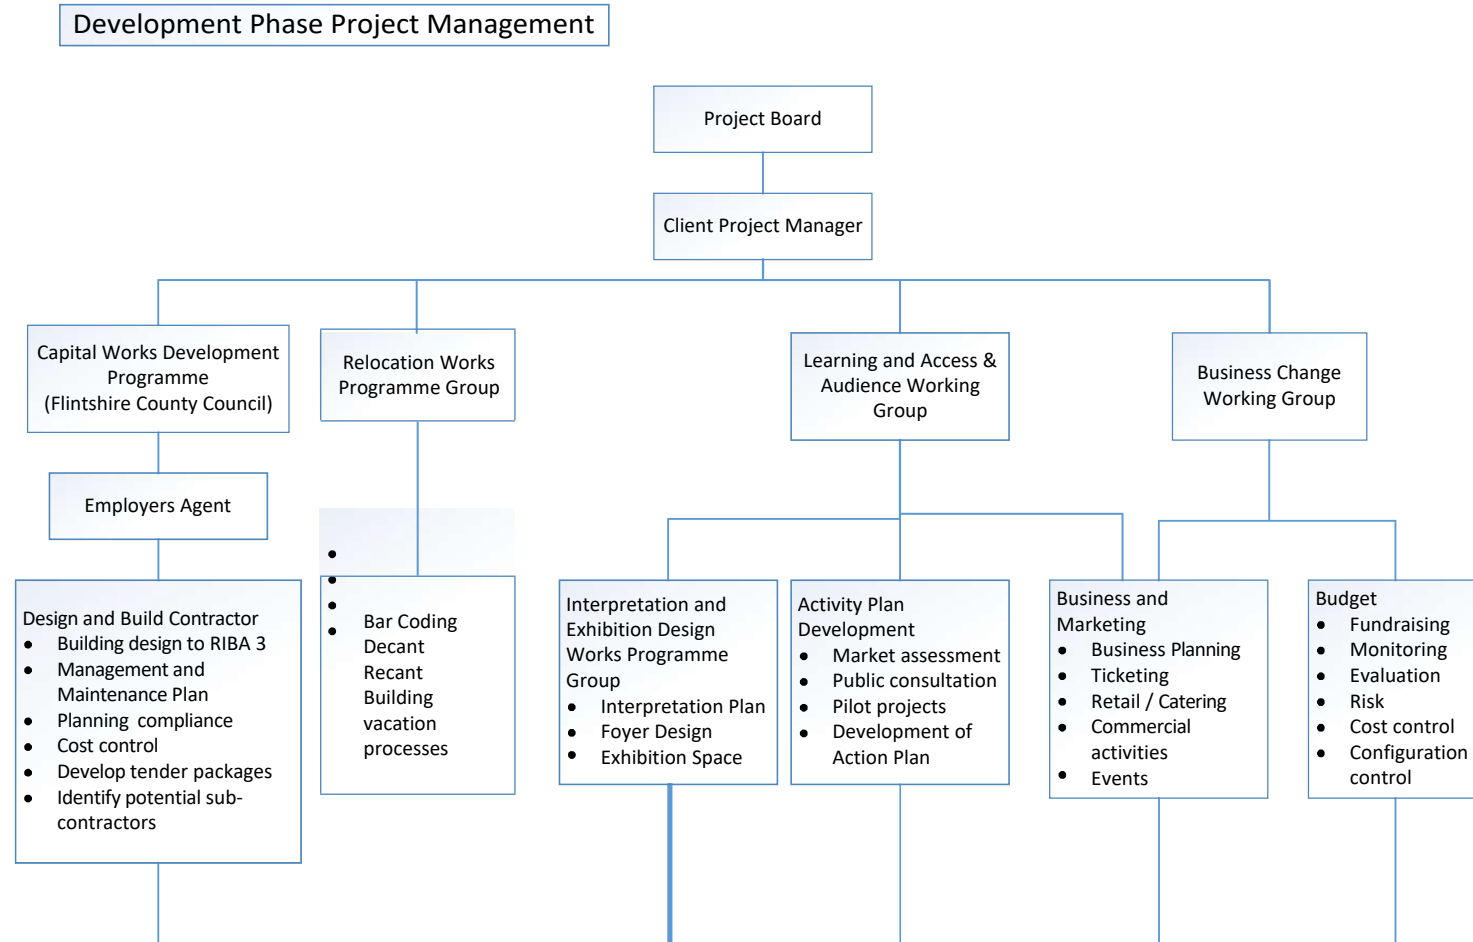 Development Phase Project Management
Project Board
Client Project Manager
Capital Works Development
Programme
(Flintshire County Council)
Relocation Works
Programme Group
Learning and Access &
Audience Working
Group
Business Change
Working Group
Employers Agent
Design and Build Contractor
• Building design to RIBA 3
• Management and
Maintenance Plan
• Planning compliance
• Cost control
• Develop tender packages
• Identify potential sub-
contractors
•
•
•
•
Bar Coding
Decant
Recant
Building
vacation
processes
Interpretation and
Exhibition Design
Works Programme
Group
• Interpretation Plan
• Foyer Design
• Exhibition Space
Activity Plan
Development
• Market assessment
• Public consultation
• Pilot projects
• Development of
Action Plan
Business and
Marketing
• Business Planning
• Ticketing
• Retail / Catering
• Commercial
activities
• Events
Budget
• Fundraising
• Monitoring
• Evaluation
• Risk
• Cost control
• Configuration
control